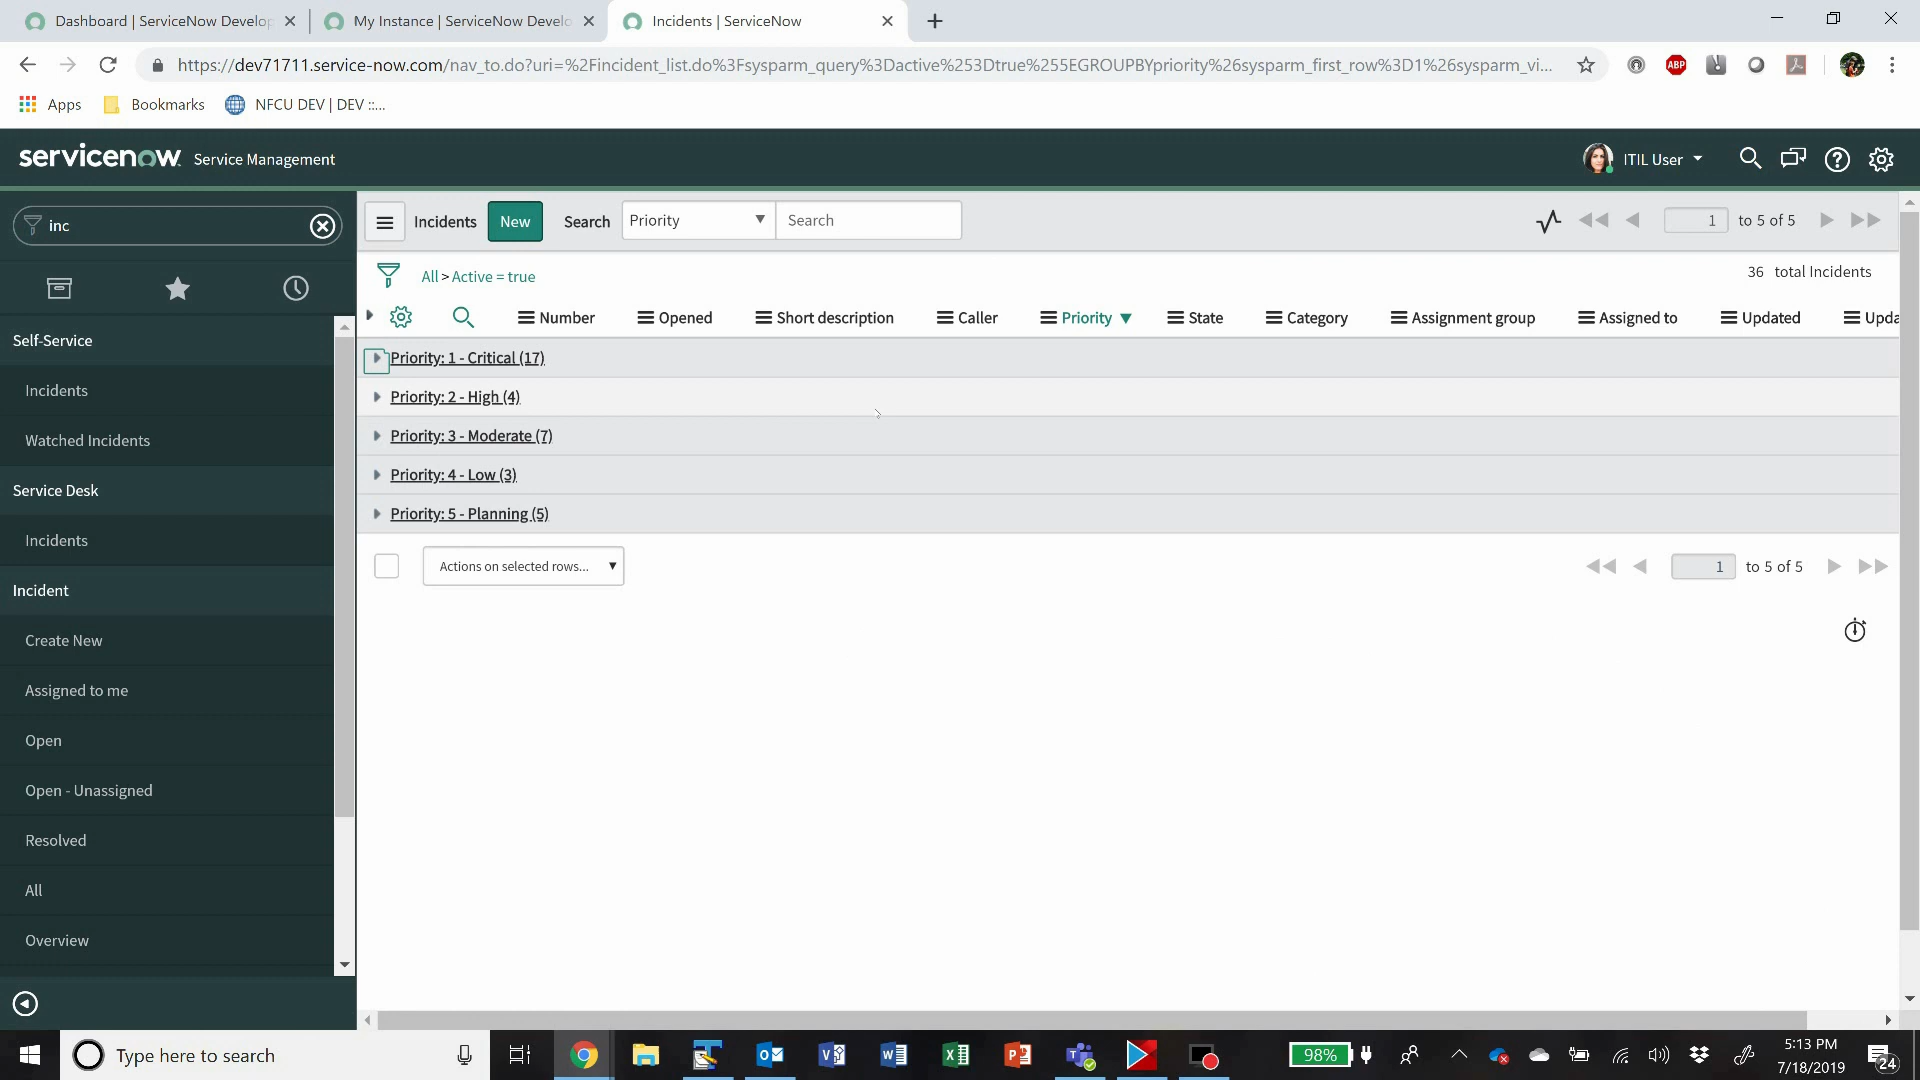 Dashboard | ServiceNow Develop
My Instance | ServiceNow Develo
Incidents | ServiceNow
https://dev71711.service-now.com/nav_to.do?uri=%2Fincident_list.do%3Fsysparm_query%3Dactive%253Dtrue%255EGROUPBYpriority%26sysparm_first_row%3D1%26sysparm_vi...
ABP
Apps
Bookmarks
NFCU DEV | DEV ::...
servicenow Service Management
ITIL User
inc
Incidents
New
Search
Priority
Search
1 to 5 of 5
All > Active = true
36 total Incidents
Number
Opened
Short description
Caller
Priority
State
Category
Assignment group
Assigned to
Updated
Upda
Self-Service
Incidents
Watched Incidents
Service Desk
Incidents
Incident
Create New
Assigned to me
Open
Open - Unassigned
Resolved
All
Overview
Priority: 1 - Critical (17)
Priority: 2 - High (4)
Priority: 3 - Moderate (7)
Priority: 4 - Low (3)
Priority: 5 - Planning (5)
Actions on selected rows...
1 to 5 of 5
Type here to search
98%
5:13 PM
7/18/2019
24